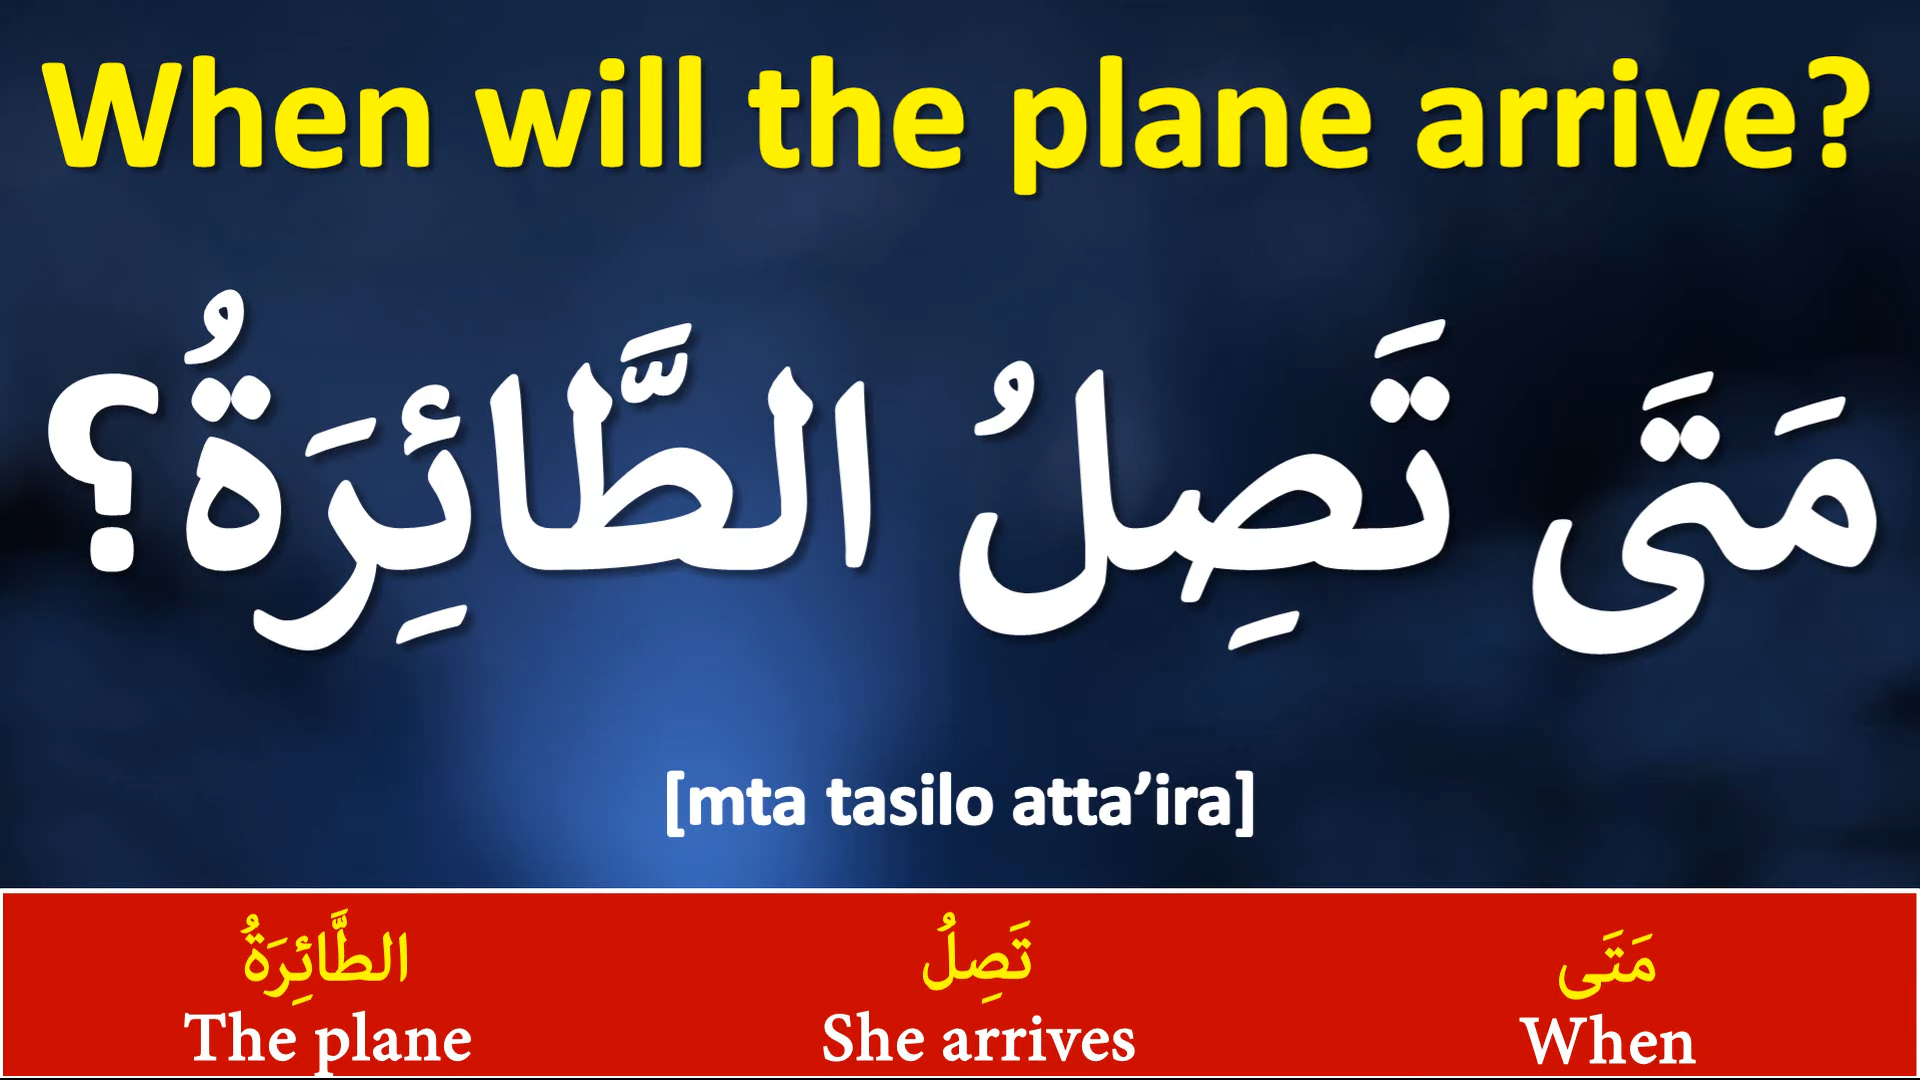 When will the plane arrive?
مَتَى تَصِلُ الطَّائِرَةُ؟
[mta tasilo atta’ira]
مَتَى تَصِلُ الطَّائِرَةُ
When She arrives The plane